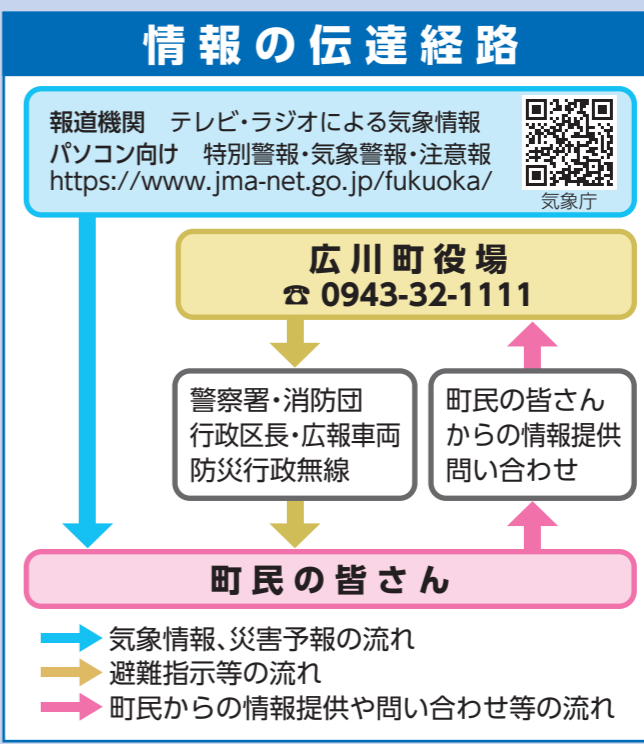 情報の伝達経路
報道機関　テレビ・ラジオによる気象情報
パソコン向け　特別警報・気象警報・注意報
https://www.jma-net.go.jp/fukuoka/
気象庁
広川町役場
☎ 0943-32-1111
警察署・消防団
行政区長・広報車両
防災行政無線
町民の皆さん
からの情報提供
問い合わせ
町民の皆さん
気象情報、災害予報の流れ
避難指示等の流れ
町民からの情報提供や問い合わせ等の流れ